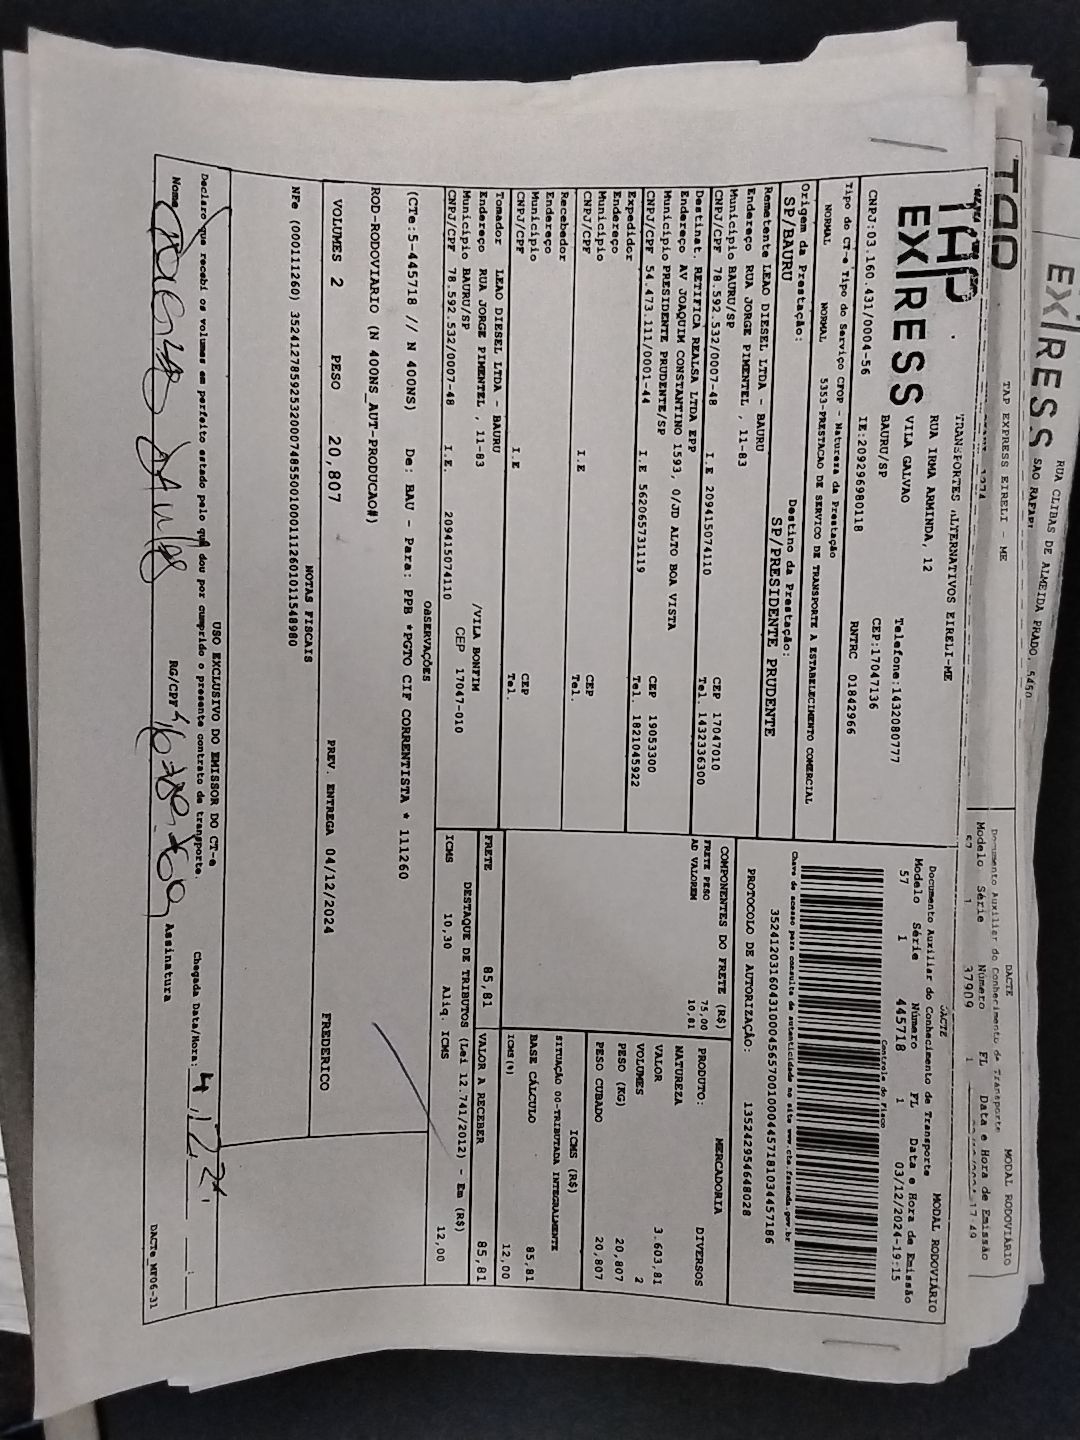 TAP
EXPRESS
TRANSPORTES ALTERNATIVOS EIRELI-ME
RUA IRMA ARMINDA, 12
VILA GALVAO
BAURU/SP
Telefone:1432080777
CEP:17047136
CNPJ:03.160.431/0004-56 IE:209296980118 RNTRC 01842966
Tipo do CT-e Tipo do Serviço CFOP - Natureza da Prestação
NORMAL NORMAL 5353-PRESTACAO DE SERVICO DE TRANSPORTE A ESTABELECIMENTO COMERCIAL
Origem da Prestação: Destino da Prestação:
SP/BAURU SP/PRESIDENTE PRUDENTE
Remetente LEAO DIESEL LTDA - BAURU
Endereço RUA JORGE PIMENTEL , 11-83
Município BAURU/SP CEP 17047010
CNPJ/CPF 78.592.532/0007-48 I.E 209415074110 Tel. 1432336300
Destinat. RETIFICA REALSA LTDA EPP
Endereço AV JOAQUIM CONSTANTINO 1593, 0/JD ALTO BOA VISTA
Município PRESIDENTE PRUDENTE/SP CEP 19053300
CNPJ/CPF 54.473.111/0001-44 I.E 562065731119 Tel. 1821045922
Expedidor
Endereço
Município CEP
CNPJ/CPF I.E Tel.
Recebedor
Endereço
Município CEP
CNPJ/CPF I.E Tel.
Tomador LEAO DIESEL LTDA - BAURU
Endereço RUA JORGE PIMENTEL , 11-83 /VILA BONFIM
Município BAURU/SP CEP 17047-010
CNPJ/CPF 78.592.532/0007-48 I.E 209415074110
DACTE MODAL RODOVIÁRIO
Documento Auxiliar do Conhecimento de Transporte
Modelo Série Número FL Data e Hora de Emissão
57 1 445718 1 03/12/2024-19:15
Controle do Fisco
Chave de acesso para consulta de autenticidade no site www.cte.fazenda.gov.br
35241203160431000456570010004457181034457186
PROTOCOLO DE AUTORIZAÇÃO: 135242954648028
COMPONENTES DO FRETE (R$)
FRETE PESO 75,00
AD VALOREM 10,81
MERCADORIA
PRODUTO: DIVERSOS
NATUREZA
VALOR 3.603,81
VOLUMES 2
PESO (KG) 20,807
PESO CUBADO 20,807
ICMS (R$)
SITUAÇÃO 00-TRIBUTADA INTEGRALMENTE
BASE CÁLCULO 85,81
ICMS(%) 12,00
FRETE 85,81 VALOR A RECEBER 85,81
DESTAQUE DE TRIBUTOS (Lei 12.741/2012) - Em (R$)
ICMS 10,30 Aliq. ICMS 12,00
OBSERVAÇÕES
(CTe:5-445718 // N 400NS) De: BAU - Para: PPB *PGTO CIF CORRENTISTA * 111260
ROD-RODOVIARIO (N 400NS_AUT-PRODUCAO#)
VOLUMES 2 PESO 20,807 PREV. ENTREGA 04/12/2024 FREDERICO
NOTAS FISCAIS
NFe (000111260) 35241278592532000748550010001112601011548980
USO EXCLUSIVO DO EMISSOR DO CT-e
Declaro que recebi os volumes em perfeito estado pelo que dou por cumprido o presente contrato de transporte.
Chegada Data/Hora: 4,12,24
Nome RG/CPF Assinatura
DACTe_MF06-31
TAP
EXPRESS
TAP EXPRESS EIRELI - ME
RUA CLIBAS DE ALMEIDA PRADO, 5450
DACTE MODAL RODOVIÁRIO
Documento Auxiliar do Conhecimento de Transporte
Modelo Série Número FL Data e Hora de Emissão
57 1 37909 1